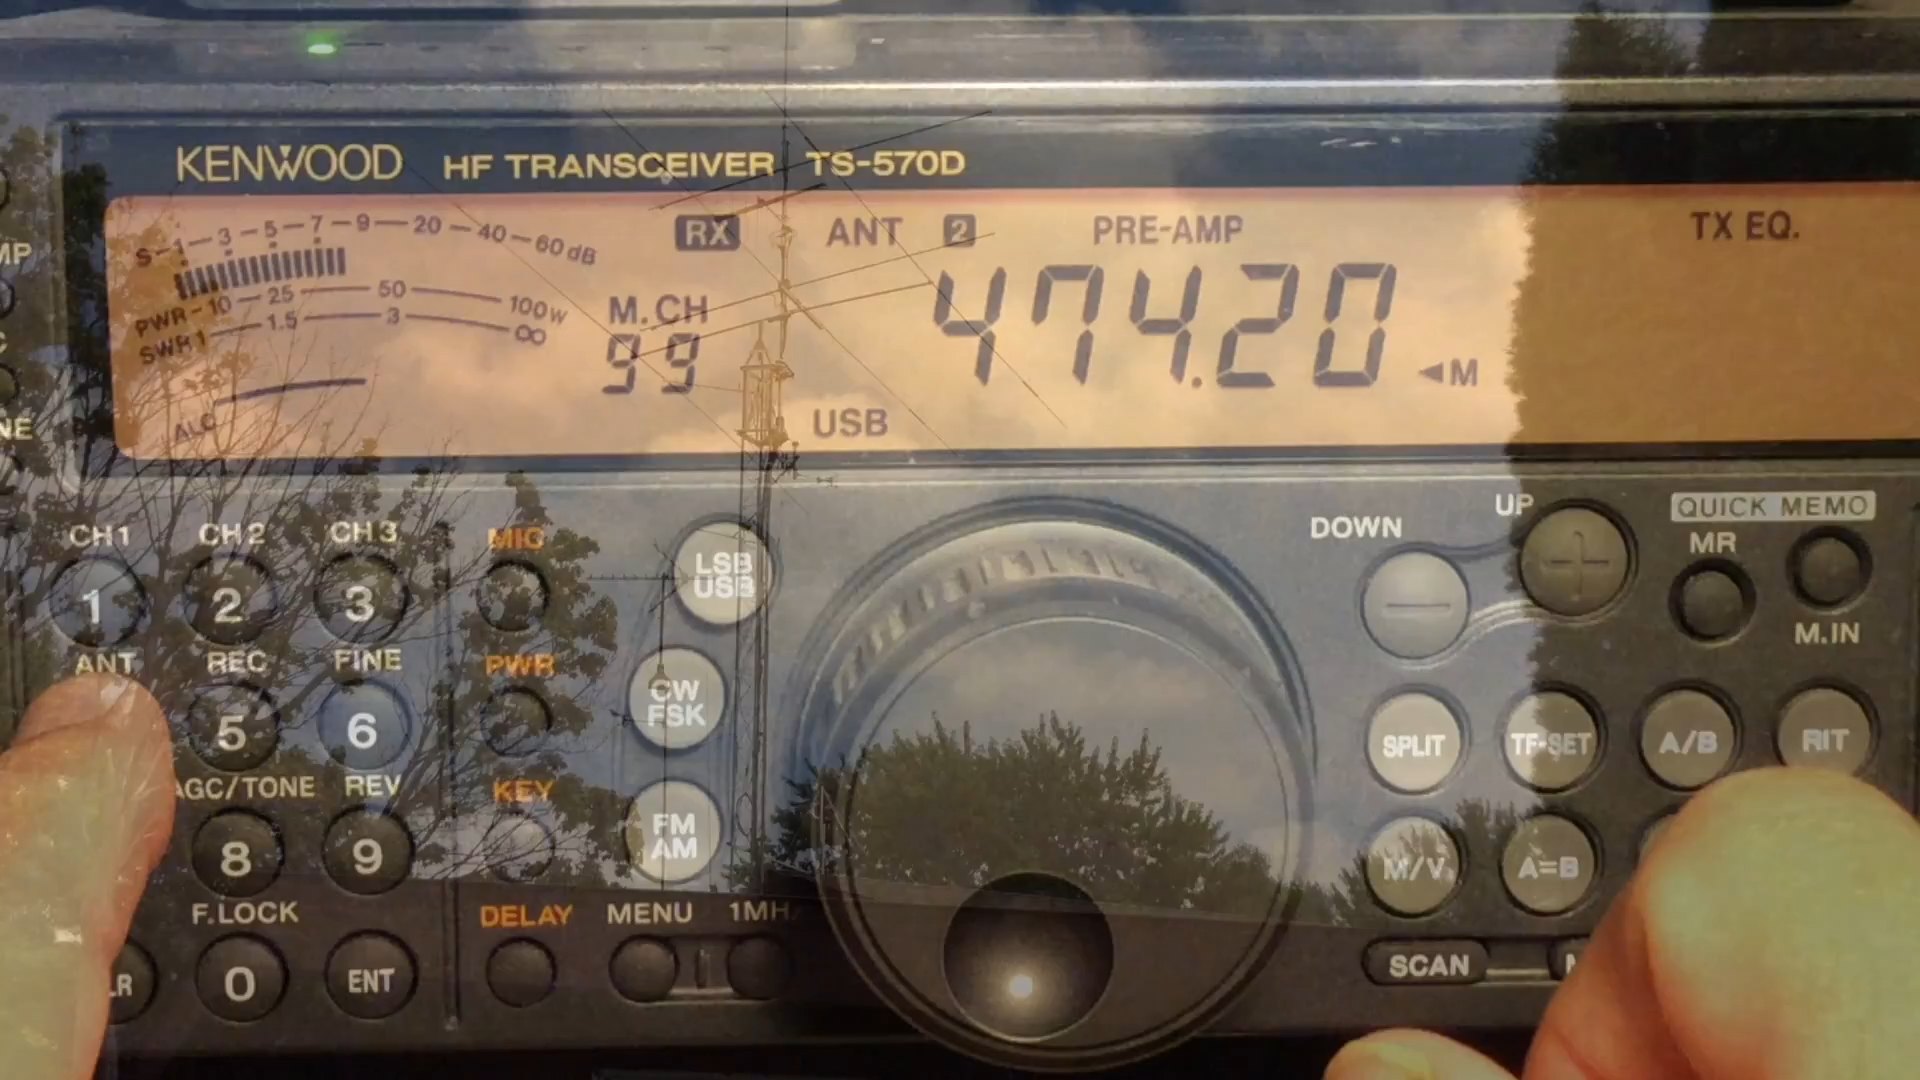 KENWOOD HF TRANSCEIVER TS-570D
S 1 3 5 7 9 20 40 60 dB
RX ANT 2 PRE-AMP TX EQ.
PWR 10 25 50 100W
SWR 1 1.5 3 ∞
M.CH
99
474.20
◄M
ALC
USB
MP
NE
CH1 CH2 CH3 MIC
LSB
USB
DOWN UP QUICK MEMO
MR
M.IN
1 2 3
ANT REC FINE PWR
CW
FSK
5 6
SPLIT TF-SET A/B RIT
AGC/TONE REV KEY
FM
AM
8 9
M/V A=B
F.LOCK DELAY MENU 1MH
0 ENT
SCAN